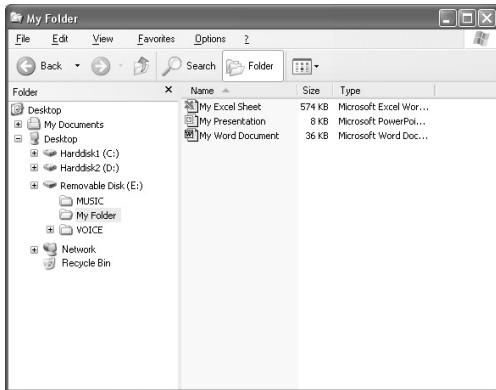 My Folder
File Edit View Favorites Options ?
Back Search Folder
Folder
Desktop
My Documents
Desktop
Harddisk1 (C:)
Harddisk2 (D:)
Removable Disk (E:)
MUSIC
My Folder
VOICE
Network
Recycle Bin
Name Size Type
My Excel Sheet 574 KB Microsoft Excel Wor...
My Presentation 8 KB Microsoft PowerPoi...
My Word Document 36 KB Microsoft Word Doc...